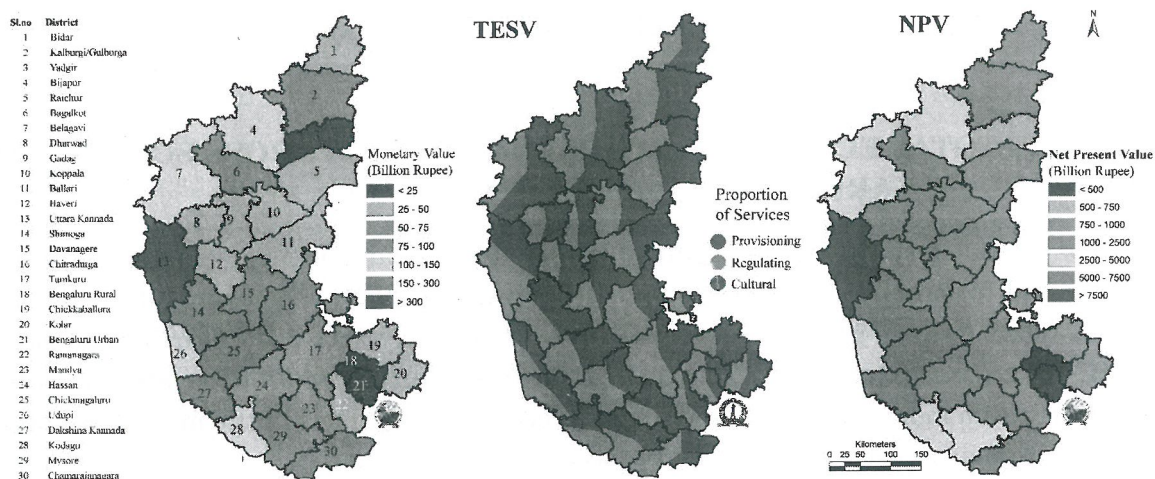 Sl.no District
1 Bidar
2 Kalburgi/Gulburga
3 Yadgir
4 Bijapur
5 Raichur
6 Bagalkot
7 Belagavi
8 Dharwad
9 Gadag
10 Koppala
11 Ballari
12 Haveri
13 Uttara Kannada
14 Shimoga
15 Davanagere
16 Chitradurga
17 Tumkuru
18 Bengaluru Rural
19 Chickkaballura
20 Kolar
21 Bengaluru Urban
22 Ramanagara
23 Mandya
24 Hassan
25 Chickmagaluru
26 Udupi
27 Dakshina Kannada
28 Kodagu
29 Mysore
30 Chamarajnagara
1
2
4
7
6
5
8
9
10
11
13
12
15
14
16
26
25
17
19
18
20
21
24
27
23
22
28
29
30
Monetary Value
(Billion Rupee)
< 25
25 - 50
50 - 75
75 - 100
100 - 150
150 - 300
> 300
TESV
Proportion
of Services
Provisioning
Regulating
Cultural
NPV
N
Net Present Value
(Billion Rupee)
< 500
500 - 750
750 - 1000
1000 - 2500
2500 - 5000
5000 - 7500
> 7500
Kilometers
0 25 50 100 150